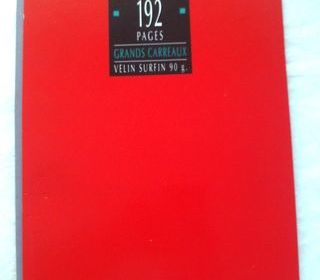 192
PAGES
GRANDS CARREAUX
VELIN SURFIN 90 g.